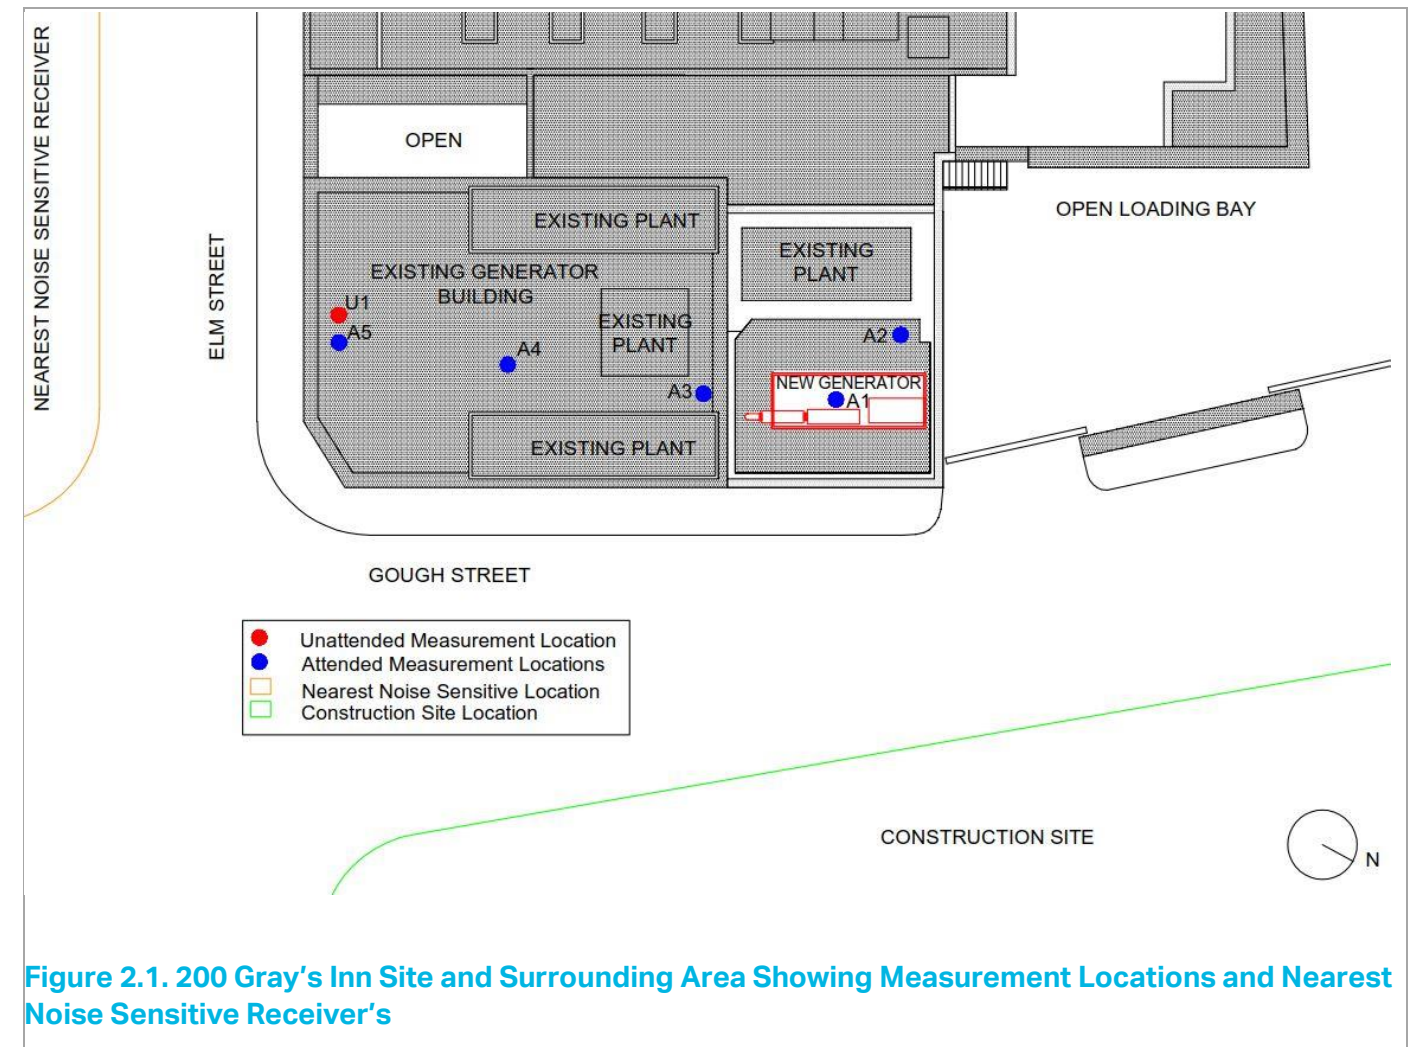 NEAREST NOISE SENSITIVE RECEIVER
ELM STREET
OPEN
EXISTING PLANT
OPEN LOADING BAY
EXISTING
PLANT
EXISTING GENERATOR
BUILDING
U1
A5
EXISTING
PLANT
A4
A2
A3
NEW GENERATOR
A1
EXISTING PLANT
GOUGH STREET
Unattended Measurement Location
Attended Measurement Locations
Nearest Noise Sensitive Location
Construction Site Location
CONSTRUCTION SITE
N
Figure 2.1. 200 Gray's Inn Site and Surrounding Area Showing Measurement Locations and Nearest
Noise Sensitive Receiver's